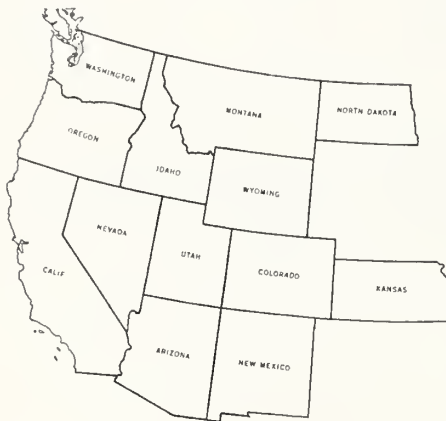 WASHINGTON
MONTANA
NORTH DAKOTA
OREGON
IDAHO
WYOMING
NEVADA
UTAH
COLORADO
CALIF
KANSAS
ARIZONA
NEW MEXICO